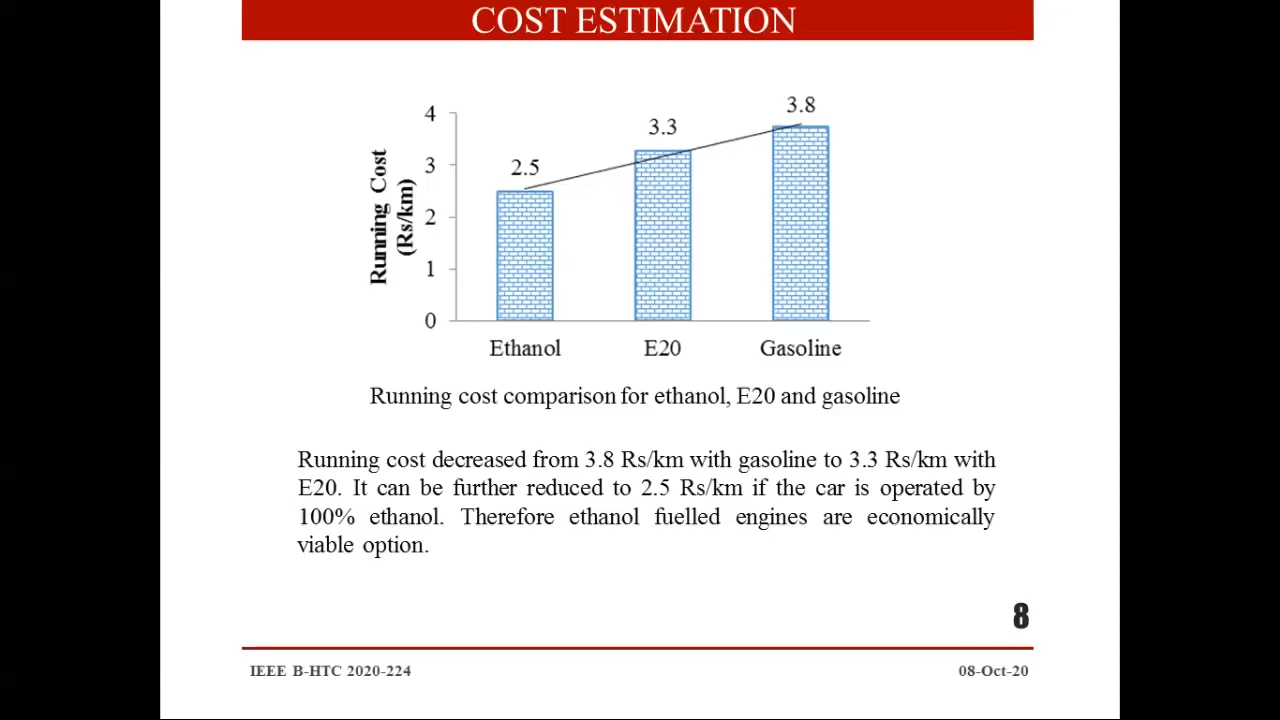 COST ESTIMATION
Running Cost
(Rs/km)
4
3
2
1
0
2.5
3.3
3.8
Ethanol
E20
Gasoline
Running cost comparison for ethanol, E20 and gasoline
Running cost decreased from 3.8 Rs/km with gasoline to 3.3 Rs/km with
E20. It can be further reduced to 2.5 Rs/km if the car is operated by
100% ethanol. Therefore ethanol fuelled engines are economically
viable option.
8
IEEE B-HTC 2020-224
08-Oct-20